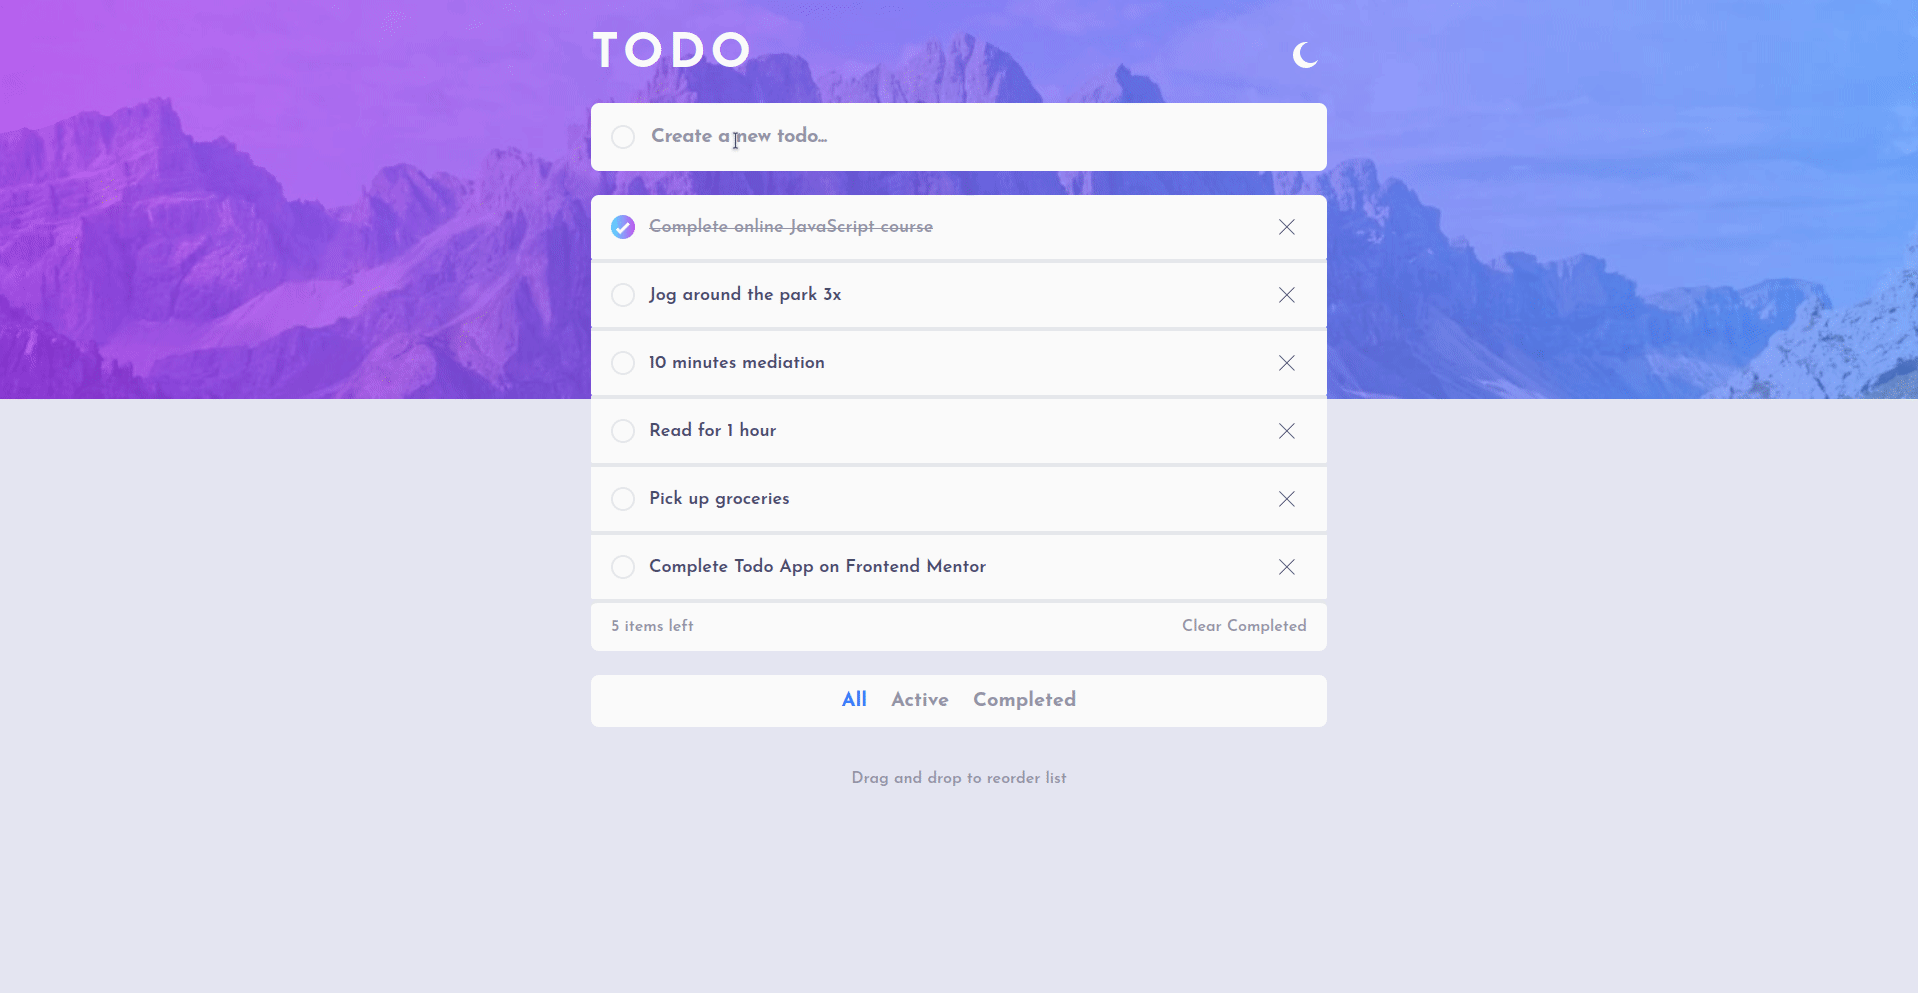 TODO
Create a new todo...
Complete online JavaScript course
Jog around the park 3x
10 minutes mediation
Read for 1 hour
Pick up groceries
Complete Todo App on Frontend Mentor
5 items left Clear Completed
All Active Completed
Drag and drop to reorder list